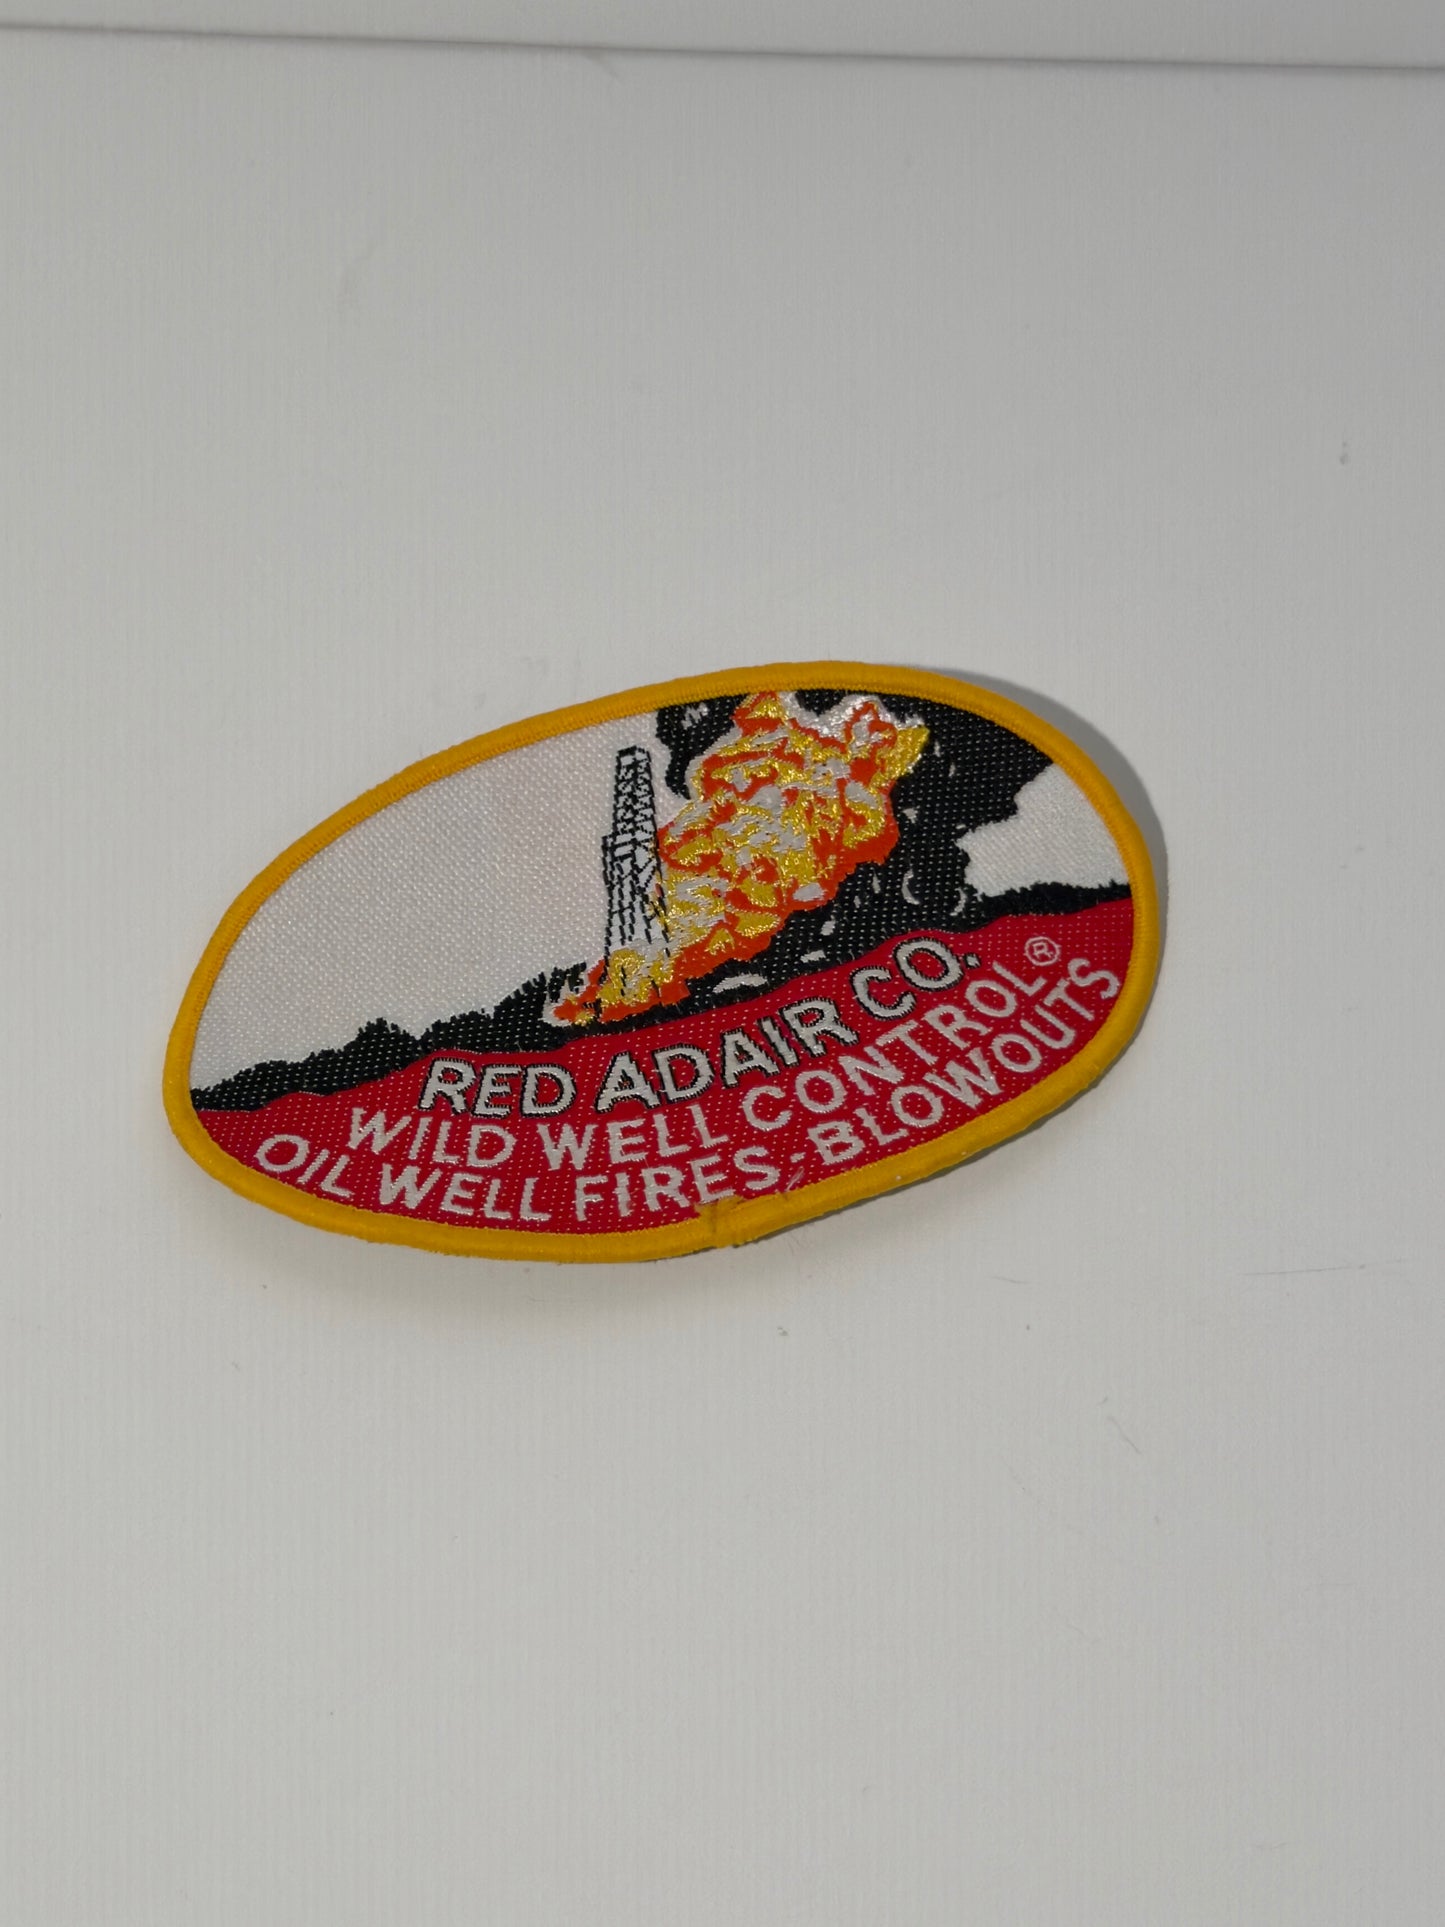 RED ADAIR CO.
WILD WELL CONTROL®
OIL WELL FIRES-BLOWOUTS